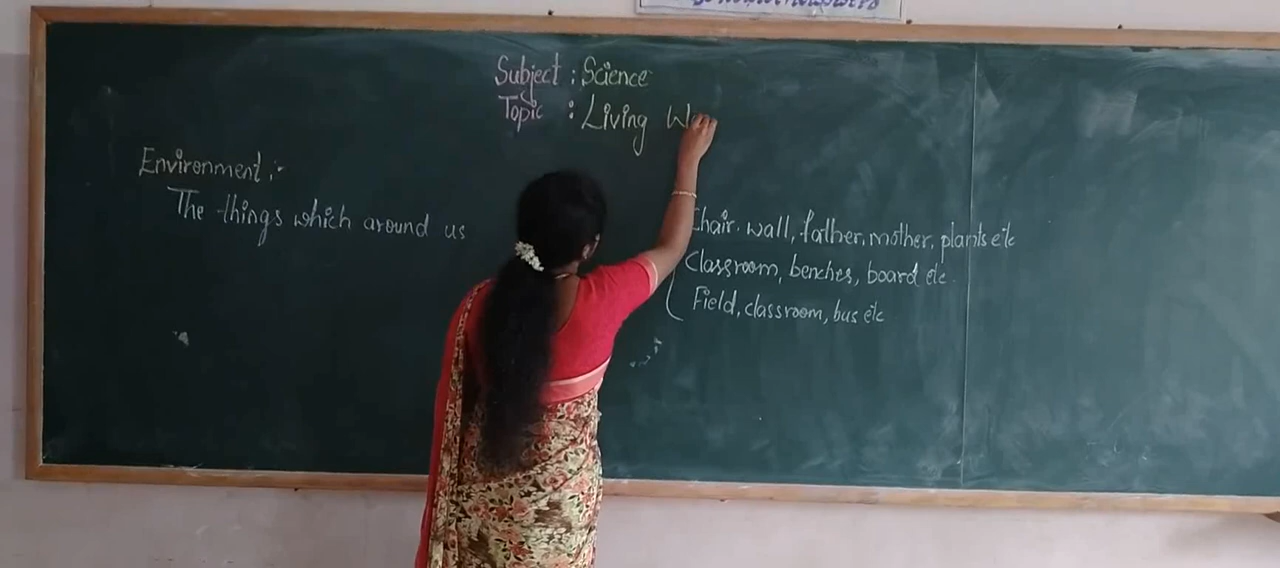 Subject : Science
Topic : Living
Environment :-
The things which around us
Chair. wall, father, mother, plants etc
Classroom, benches, board etc.
Field, classroom, bus etc